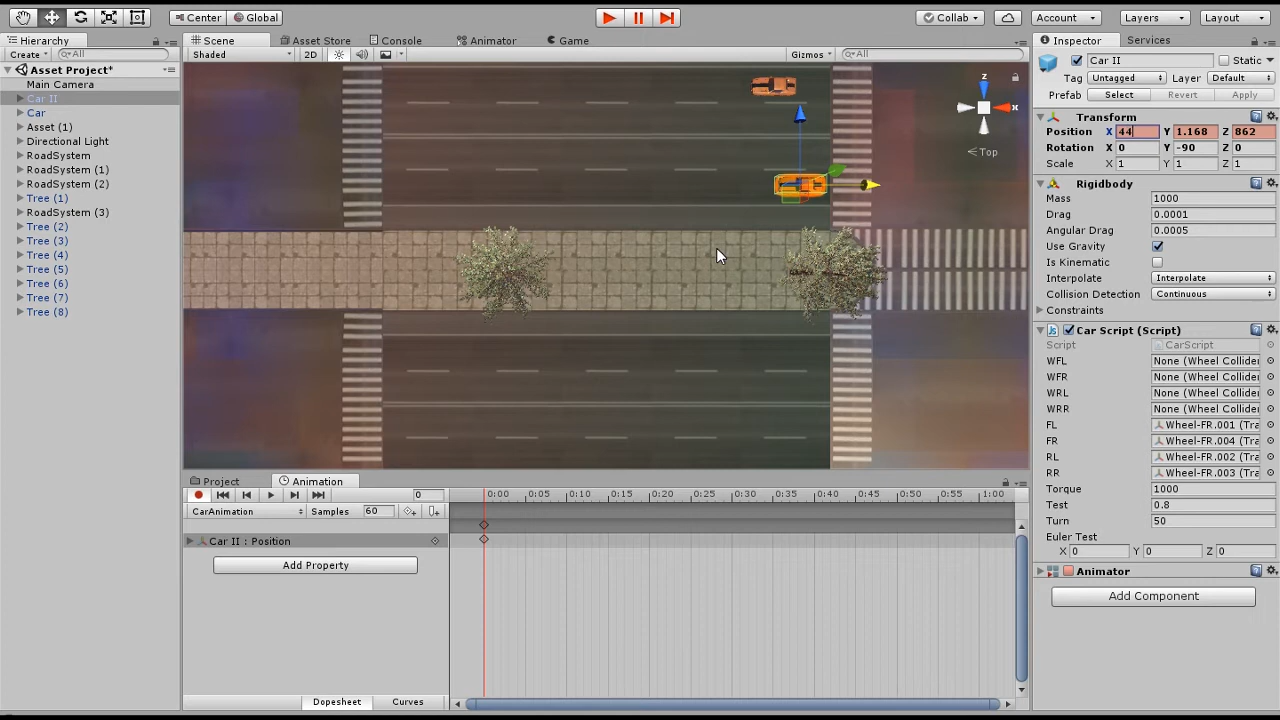 Center Global Collab Account Layers Layout
Hierarchy
Create All
Asset Project*
Main Camera
Car II
Car
Asset (1)
Directional Light
RoadSystem
RoadSystem (1)
RoadSystem (2)
Tree (1)
RoadSystem (3)
Tree (2)
Tree (3)
Tree (4)
Tree (5)
Tree (6)
Tree (7)
Tree (8)
Scene Asset Store Console Animator Game
Shaded 2D Gizmos All
z
x
Top
Project Animation
0 0:00 0:05 0:10 0:15 0:20 0:25 0:30 0:35 0:40 0:45 0:50 0:55 1:00
CarAnimation Samples 60
Car II : Position
Add Property
Dopesheet Curves
Inspector Services
Car II Static
Tag Untagged Layer Default
Prefab Select Revert Apply
Transform
Position X 44 Y 1.168 Z 862
Rotation X 0 Y -90 Z 0
Scale X 1 Y 1 Z 1
Rigidbody
Mass 1000
Drag 0.0001
Angular Drag 0.0005
Use Gravity
Is Kinematic
Interpolate Interpolate
Collision Detection Continuous
Constraints
Car Script (Script)
Script CarScript
WFL None (Wheel Collider
WFR None (Wheel Collider
WRL None (Wheel Collider
WRR None (Wheel Collider
FL Wheel-FR.001 (Tra
FR Wheel-FR.004 (Tra
RL Wheel-FR.002 (Tra
RR Wheel-FR.003 (Tra
Torque 1000
Test 0.8
Turn 50
Euler Test
X 0 Y 0 Z 0
Animator
Add Component